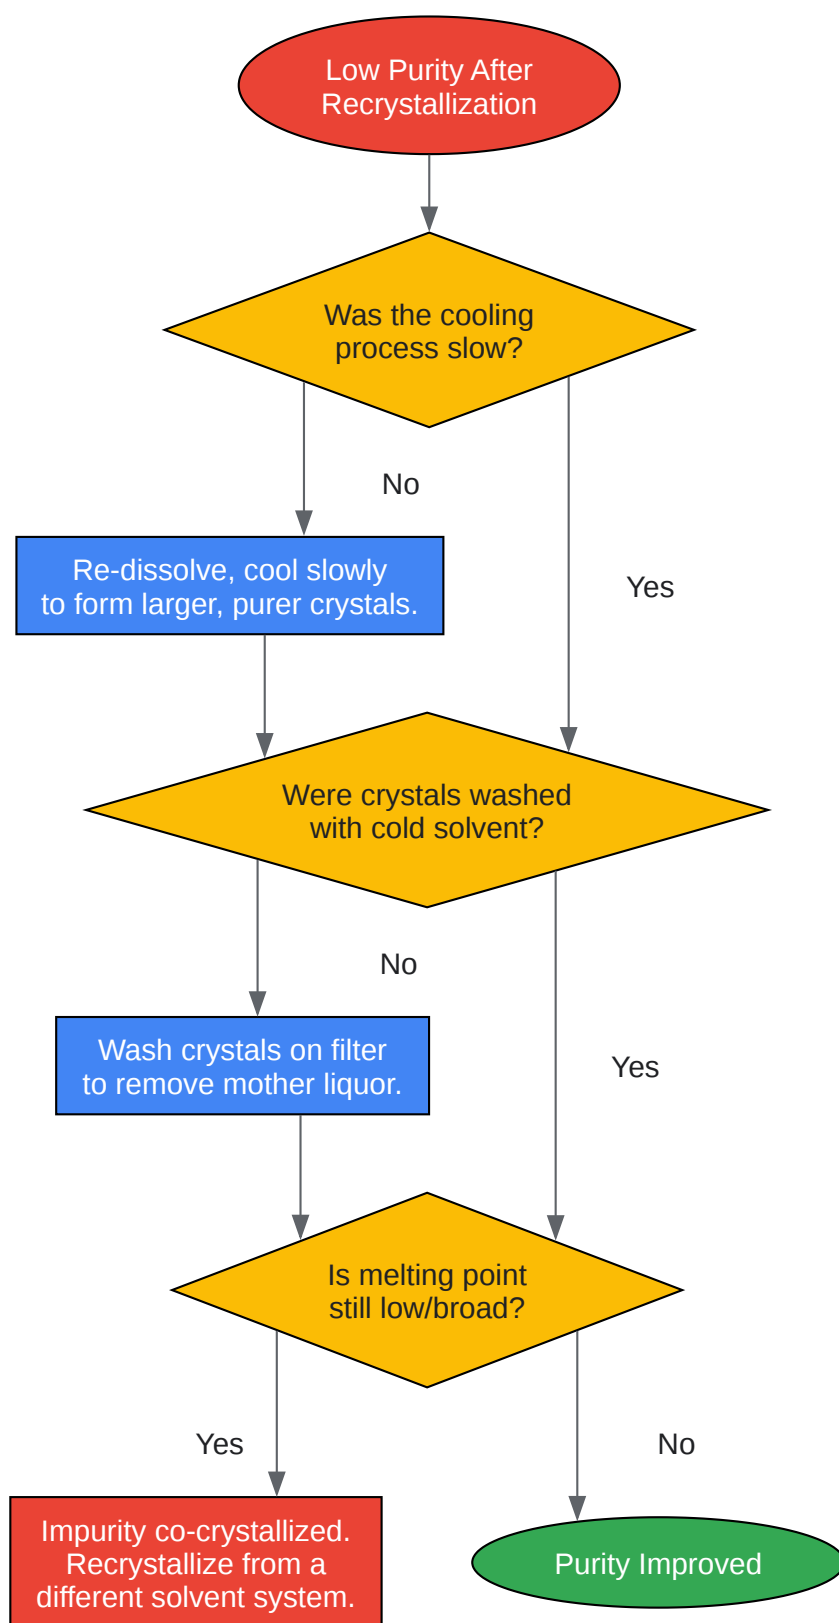 Low Purity After
Recrystallization
Was the cooling
process slow?
No
Re-dissolve, cool slowly
to form larger, purer crystals.
Yes
Were crystals washed
with cold solvent?
No
Wash crystals on filter
to remove mother liquor.
Yes
Is melting point
still low/broad?
Yes
No
Impurity co-crystallized.
Recrystallize from a
different solvent system.
Purity Improved